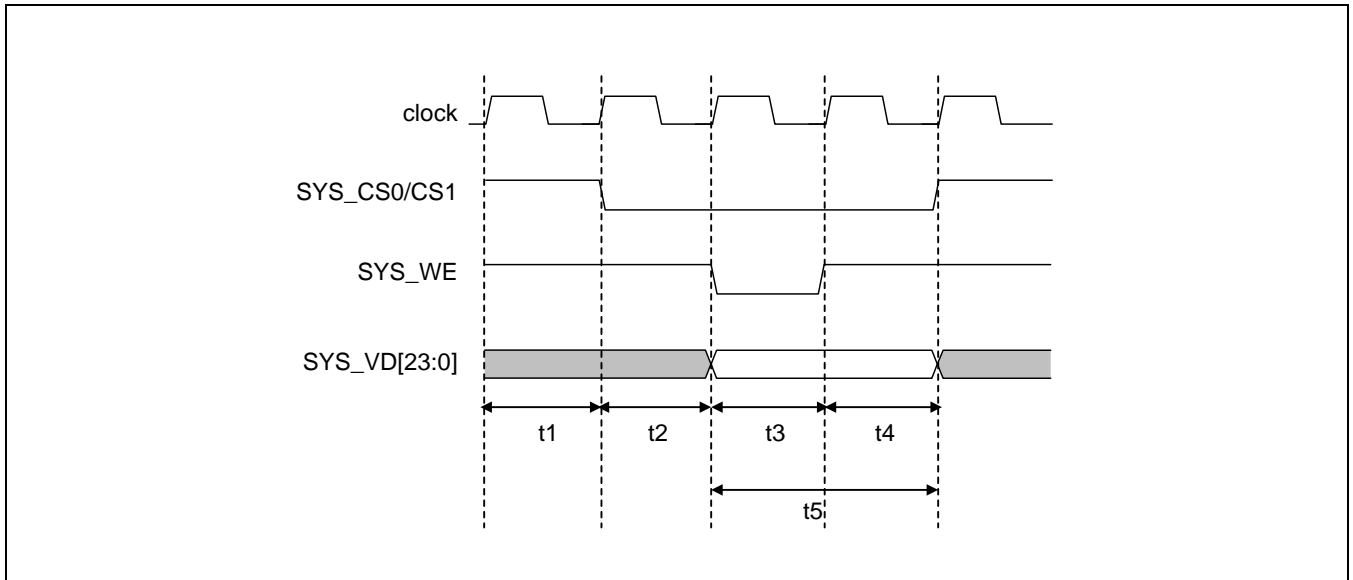 clock
SYS_CS0/CS1
SYS_WE
SYS_VD[23:0]
t1 t2 t3 t4
t5